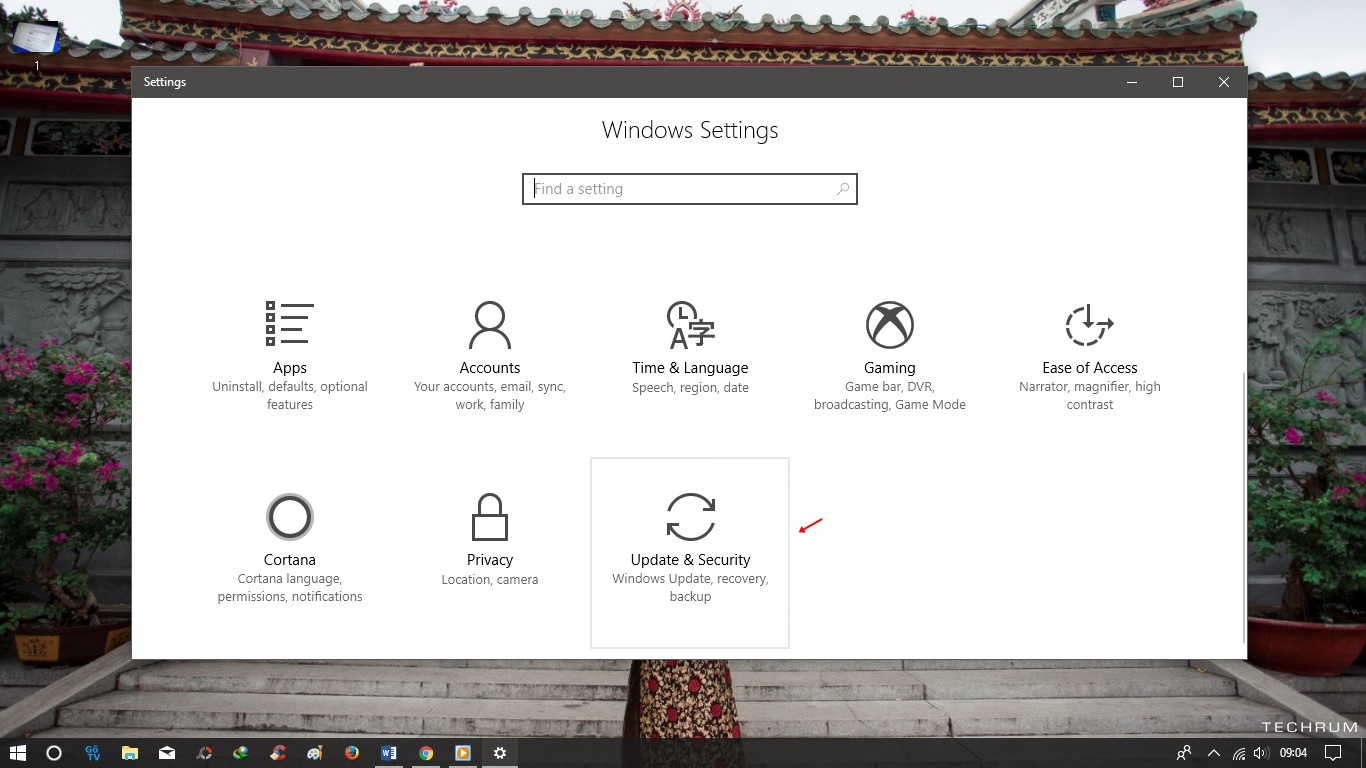 1
Settings
Windows Settings
Find a setting
Apps
Uninstall, defaults, optional
features
Accounts
Your accounts, email, sync,
work, family
Time & Language
Speech, region, date
Gaming
Game bar, DVR,
broadcasting, Game Mode
Ease of Access
Narrator, magnifier, high
contrast
Cortana
Cortana language,
permissions, notifications
Privacy
Location, camera
Update & Security
Windows Update, recovery,
backup
TECHRUM
Gö
TV
09:04